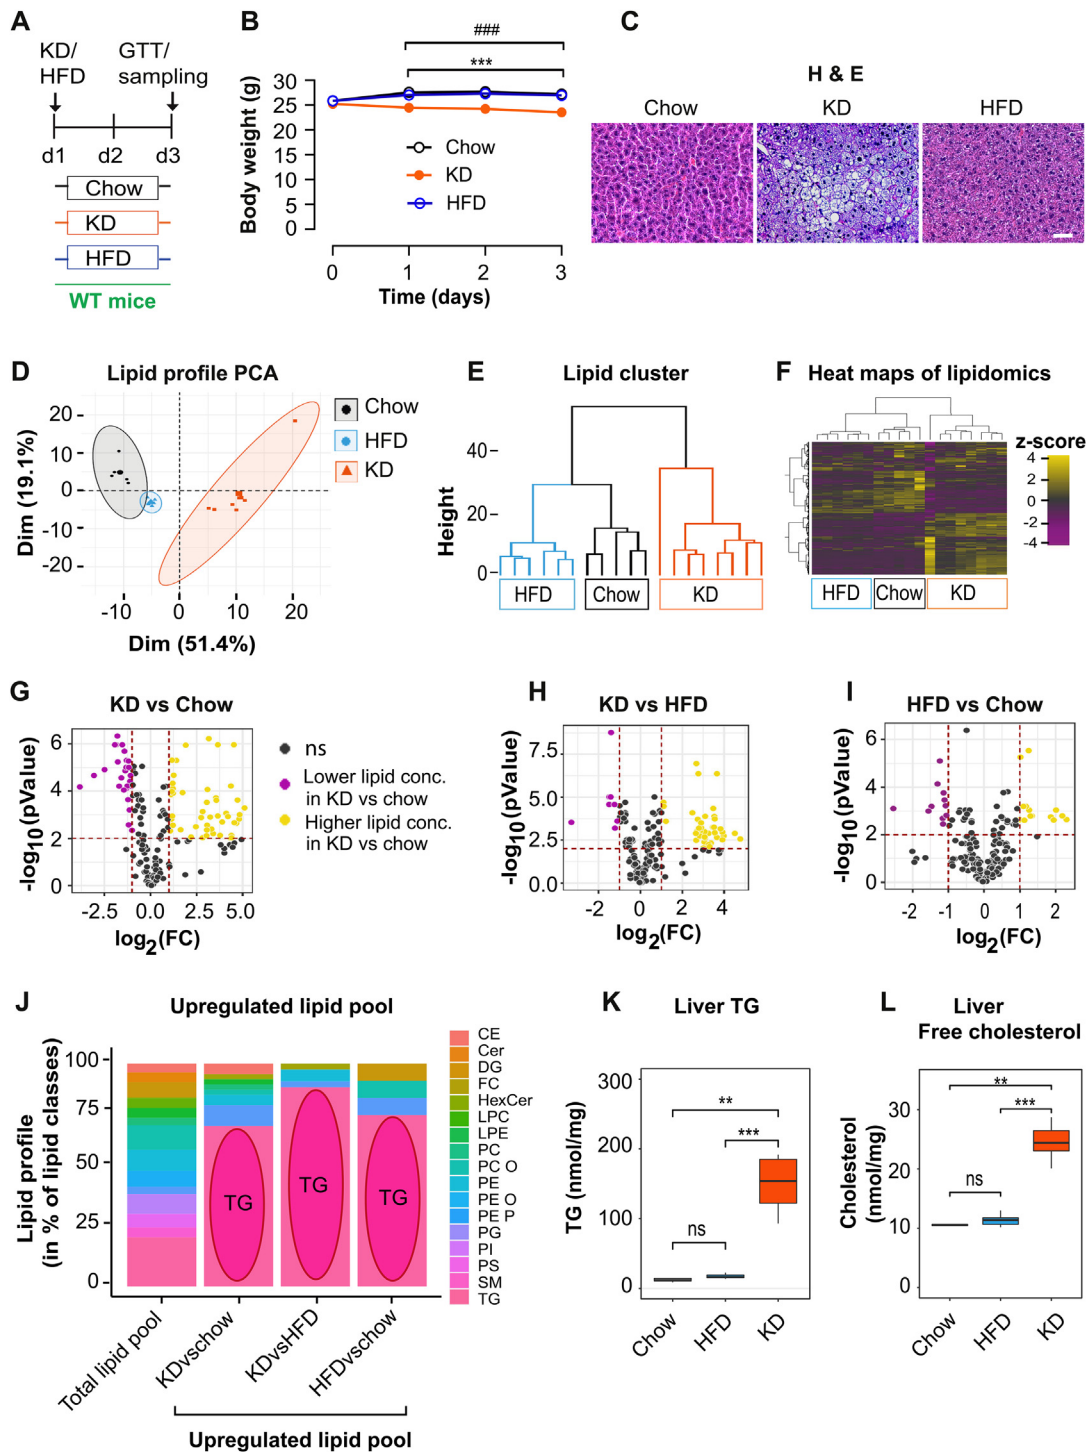 A
KD/
HFD
GTT/
sampling
d1 d2 d3
Chow
KD
HFD
WT mice
B
###
***
Body weight (g)
30
25
20
15
10
5
0
Chow
KD
HFD
0 1 2 3
Time (days)
C
H & E
Chow KD HFD
D
Lipid profile PCA
Dim (19.1%)
20
10
0
-10
-20
-10 0 10 20
Dim (51.4%)
Chow
HFD
KD
E
Lipid cluster
Height
40
20
0
HFD Chow KD
F
Heat maps of lipidomics
z-score
4
2
0
-2
-4
HFD Chow KD
G
KD vs Chow
-log10(pValue)
6
4
2
0
-2.5 0.0 2.5 5.0
log2(FC)
ns
Lower lipid conc.
in KD vs chow
Higher lipid conc.
in KD vs chow
H
KD vs HFD
-log10(pValue)
7.5
5.0
2.5
0.0
-2 0 2 4
log2(FC)
I
HFD vs Chow
-log10(pValue)
6
4
2
0
-2 -1 0 1 2
log2(FC)
J
Upregulated lipid pool
Lipid profile
(in % of lipid classes)
100
75
50
25
0
TG
TG
TG
Total lipid pool
KDvschow
KDvsHFD
HFDvschow
Upregulated lipid pool
CE
Cer
DG
FC
HexCer
LPC
LPE
PC
PC O
PE
PE O
PE P
PG
PI
PS
SM
TG
K
Liver TG
TG (nmol/mg)
300
200
100
0
**
***
ns
Chow
HFD
KD
L
Liver
Free cholesterol
Cholesterol
(nmol/mg)
30
20
10
0
**
***
ns
Chow
HFD
KD